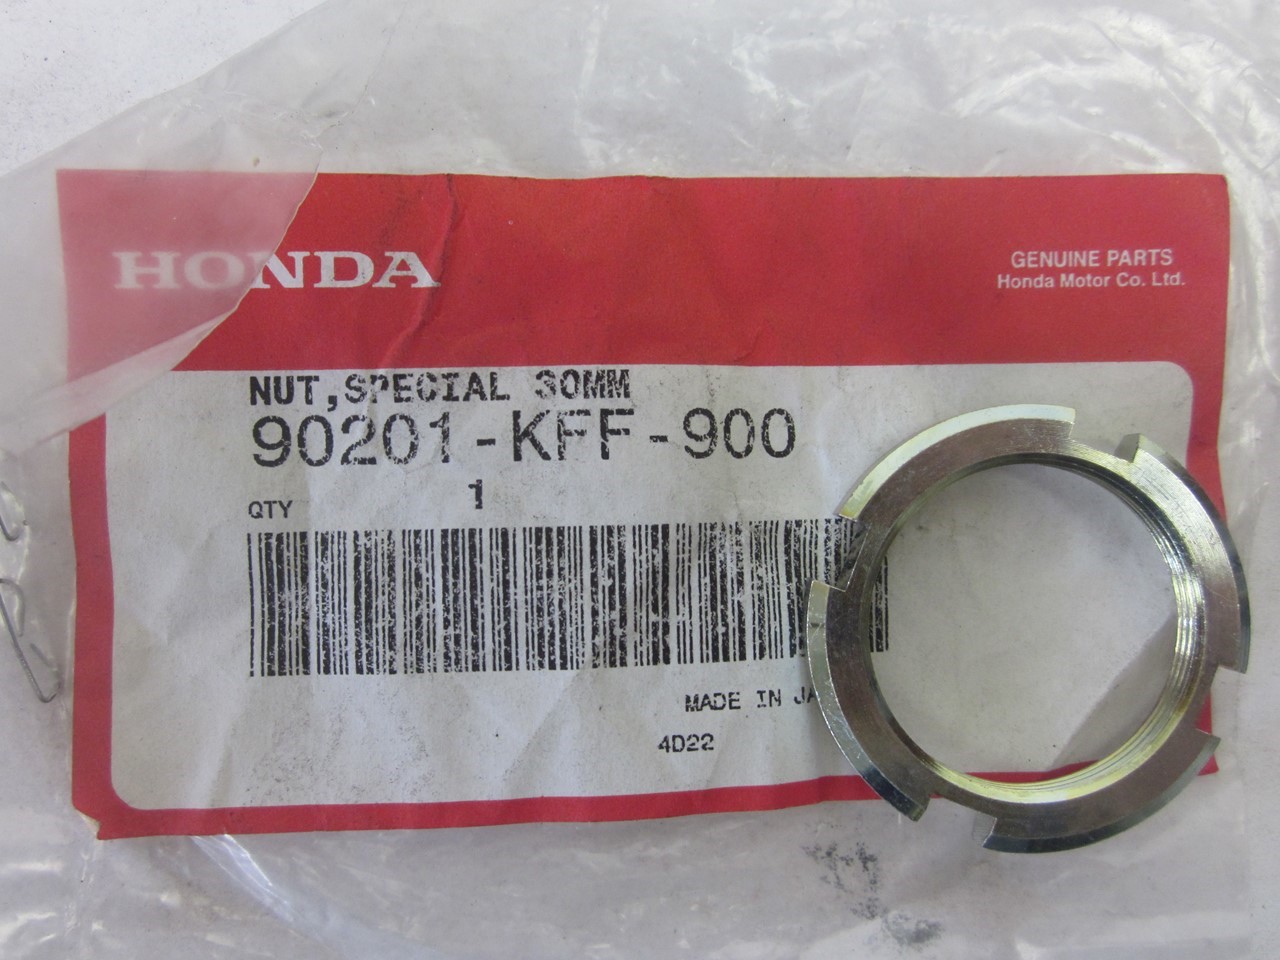 HONDA
GENUINE PARTS
Honda Motor Co. Ltd.
NUT,SPECIAL 30MM
90201-KFF-900
QTY 1
MADE IN JA
4D22